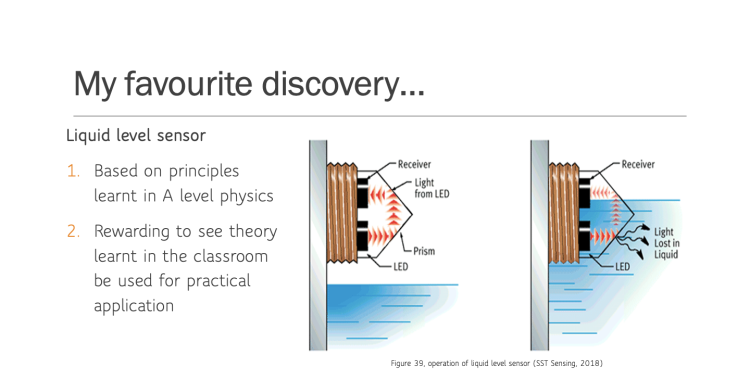 My favourite discovery...
Liquid level sensor
1. Based on principles
learnt in A level physics
2. Rewarding to see theory
learnt in the classroom
be used for practical
application
Receiver
Light
from LED
Prism
LED
Receiver
Light
Lost in
Liquid
LED
Figure 39, operation of liquid level sensor (SST Sensing, 2018)